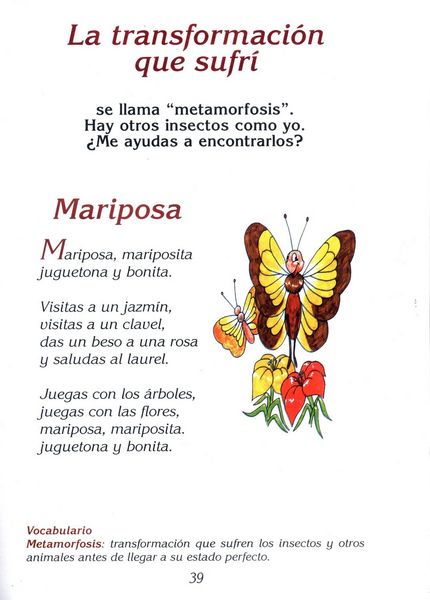 La transformación
que sufrí
se llama “metamorfosis”.
Hay otros insectos como yo.
¿Me ayudas a encontrarlos?
Mariposa
Mariposa, mariposita
juguetona y bonita.
Visitas a un jazmín,
visitas a un clavel,
das un beso a una rosa
y saludas al laurel.
Juegas con los árboles,
juegas con las flores,
mariposa, mariposita.
juguetona y bonita.
Vocabulario
Metamorfosis: transformación que sufren los insectos y otros
animales antes de llegar a su estado perfecto.
39